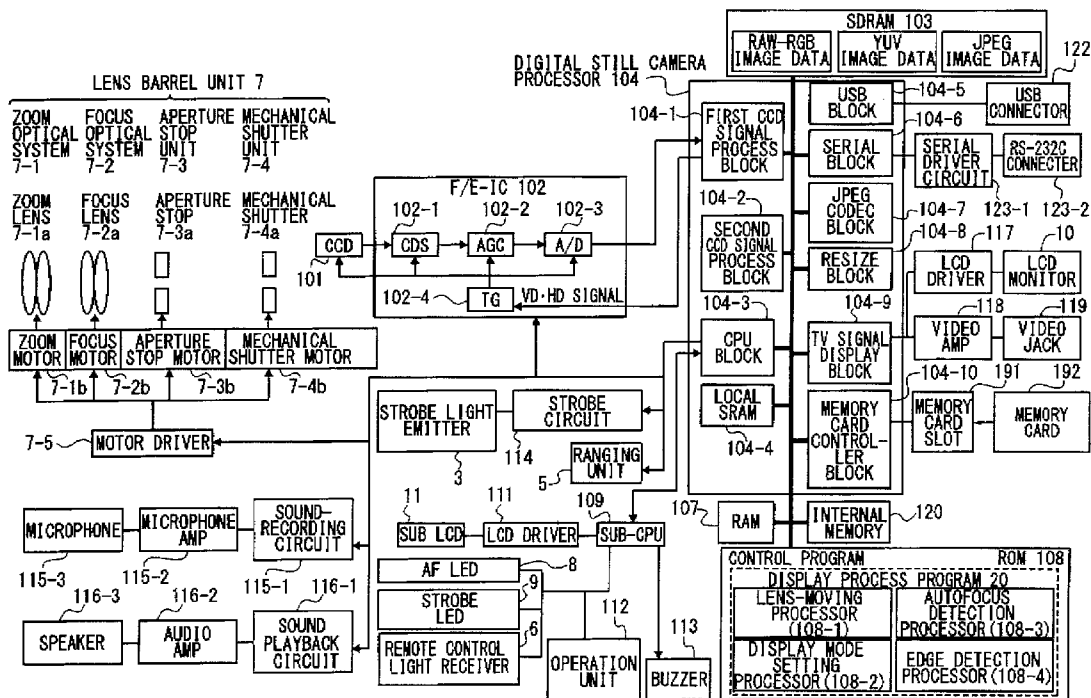 SDRAM 103
RAW-RGB
IMAGE DATA
YUV
IMAGE DATA
JPEG
IMAGE DATA
122
DIGITAL STILL CAMERA
PROCESSOR 104
104-5
USB
BLOCK
USB
CONNECTOR
104-1
FIRST CCD
SIGNAL
PROCESS
BLOCK
104-6
SERIAL
BLOCK
SERIAL
DRIVER
CIRCUIT
RS-232C
CONNECTER
123-1
123-2
LENS BARREL UNIT 7
ZOOM
OPTICAL
SYSTEM
7-1
FOCUS
OPTICAL
SYSTEM
7-2
APERTURE
STOP
UNIT
7-3
MECHANICAL
SHUTTER
UNIT
7-4
ZOOM
LENS
7-1a
FOCUS
LENS
7-2a
APERTURE
STOP
7-3a
MECHANICAL
SHUTTER
7-4a
F/E-IC 102
102-1
102-2
102-3
CCD
CDS
AGC
A/D
101
102-4
TG
VD·HD SIGNAL
104-2
SECOND
CCD SIGNAL
PROCESS
BLOCK
JPEG
CODEC
BLOCK
104-7
104-8
RESIZE
BLOCK
117
10
LCD
DRIVER
LCD
MONITOR
104-3
CPU
BLOCK
104-9
TV SIGNAL
DISPLAY
BLOCK
118
119
VIDEO
AMP
VIDEO
JACK
ZOOM
MOTOR
FOCUS
MOTOR
APERTURE
STOP MOTOR
MECHANICAL
SHUTTER MOTOR
7-1b
7-2b
7-3b
7-4b
104-10
191
192
LOCAL
SRAM
104-4
MEMORY
CARD
CONTROL-
LER
BLOCK
MEMORY
CARD
SLOT
MEMORY
CARD
STROBE LIGHT
EMITTER
STROBE
CIRCUIT
3
114
7-5
MOTOR DRIVER
5
RANGING
UNIT
11
111
109
SUB LCD
LCD DRIVER
SUB-CPU
107
RAM
INTERNAL
MEMORY
120
MICROPHONE
MICROPHONE
AMP
SOUND-
RECORDING
CIRCUIT
115-3
115-2
115-1
116-1
116-3
116-2
SPEAKER
AUDIO
AMP
SOUND
PLAYBACK
CIRCUIT
AF LED
8
9
STROBE
LED
REMOTE CONTROL
LIGHT RECEIVER
6
112
OPERATION
UNIT
113
BUZZER
CONTROL PROGRAM
ROM 108
DISPLAY PROCESS PROGRAM 20
LENS-MOVING
PROCESSOR
(108-1)
AUTOFOCUS
DETECTION
PROCESSOR(108-3)
DISPLAY MODE
SETTING
PROCESSOR(108-2)
EDGE DETECTION
PROCESSOR(108-4)